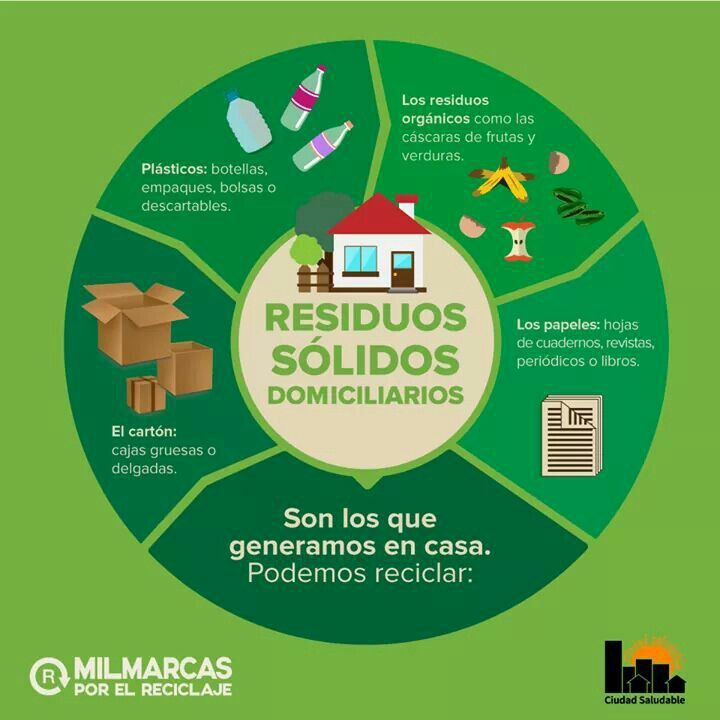 RESIDUOS
SÓLIDOS
DOMICILIARIOS
Son los que
generamos en casa.
Podemos reciclar:
El cartón:
cajas gruesas o
delgadas.
Plásticos: botellas,
empaques, bolsas o
descartables.
Los residuos
orgánicos como las
cáscaras de frutas y
verduras.
Los papeles: hojas
de cuadernos, revistas,
periódicos o libros.
R MILMARCAS
POR EL RECICLAJE
Ciudad Saludable